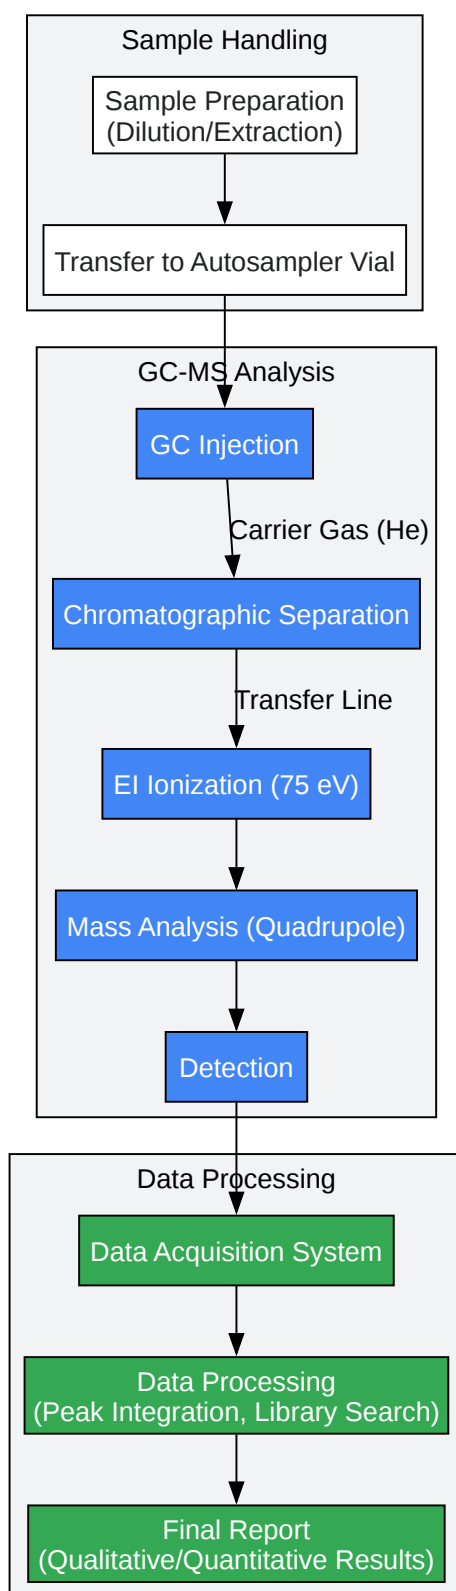 Sample Handling
Sample Preparation
(Dilution/Extraction)
Transfer to Autosampler Vial
GC-MS Analysis
GC Injection
Carrier Gas (He)
Chromatographic Separation
Transfer Line
EI Ionization (75 eV)
Mass Analysis (Quadrupole)
Detection
Data Processing
Data Acquisition System
Data Processing
(Peak Integration, Library Search)
Final Report
(Qualitative/Quantitative Results)